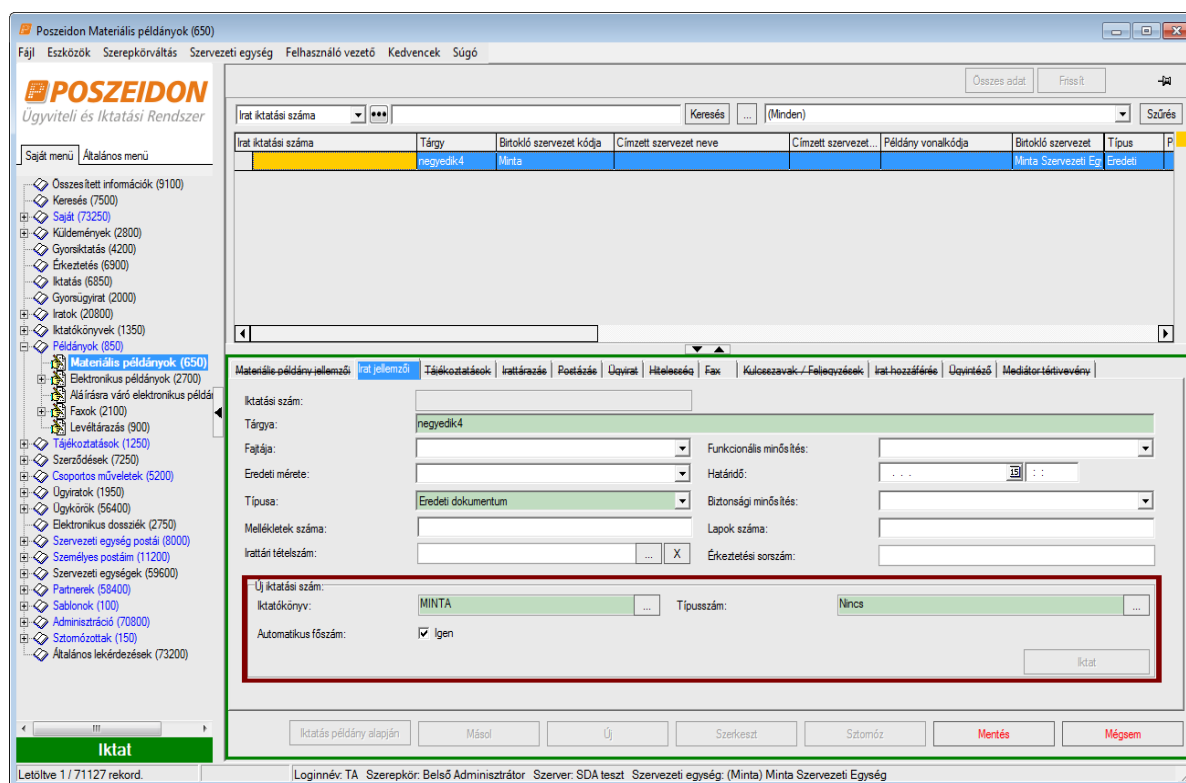 Poszeidon Materiális példányok (650)
Fájl Eszközök Szerepkörváltás Szervezeti egység Felhasználó vezető Kedvencek Súgó
POSZEIDON
Ügyviteli és Iktatási Rendszer
Saját menü Általános menü
Összesített információk (9100)
Keresés (7500)
Saját (73250)
Küldemények (2800)
Gyorsiktatás (4200)
Érkeztetés (6900)
Iktatás (6850)
Gyorsügyirat (2000)
Iratok (20800)
Iktatókönyvek (1350)
Példányok (850)
Materiális példányok (650)
Elektronikus példányok (2700)
Aláírásra váró elektronikus példán
Faxok (2100)
Levéltárazás (900)
Tájékoztatások (1250)
Szerződések (7250)
Csoportos műveletek (5200)
Ügyiratok (1950)
Ügykörök (56400)
Elektronikus dossziék (2750)
Szervezeti egység postái (8000)
Személyes postáim (11200)
Szervezeti egységek (59600)
Partnerek (58400)
Sablonok (100)
Adminisztráció (70800)
Sztornózottak (150)
Általános lekérdezések (73200)
Iktat
Összes adat Frissít
Irat iktatási száma ... Keresés ... (Minden) Szűrés
Irat iktatási száma Tárgy Birtokló szervezet kódja Címzett szervezet neve Címzett szervezet... Példány vonalkódja Birtokló szervezet Típus P
negyedik4 Minta Minta Szervezeti Eg Eredeti
Materiális példány jellemzői Irat jellemzői Tájékoztatások Irattárazás Postázás Ügyirat Hitelesség Fax Kulcsszavak / Feljegyzések Irat hozzáférés Ügyintéző Mediátor tértivevény
Iktatási szám:
Tárgya: negyedik4
Fajtája: Funkcionális minősítés:
Eredeti mérete: Határidő: . . . 15 : :
Típusa: Eredeti dokumentum Biztonsági minősítés:
Mellékletek száma: Lapok száma:
Irattári tételszám: ... X Érkeztetési sorszám:
Új iktatási szám:
Iktatókönyv: MINTA ... Típusszám: Nincs ...
Automatikus főszám: Igen
Iktat
Iktatás példány alapján Másol Új Szerkeszt Sztornóz Mentés Mégsem
Letöltve 1 / 71127 rekord. Loginnév: TA Szerepkör: Belső Adminisztrátor Szerver: SDA teszt Szervezeti egység: (Minta) Minta Szervezeti Egység